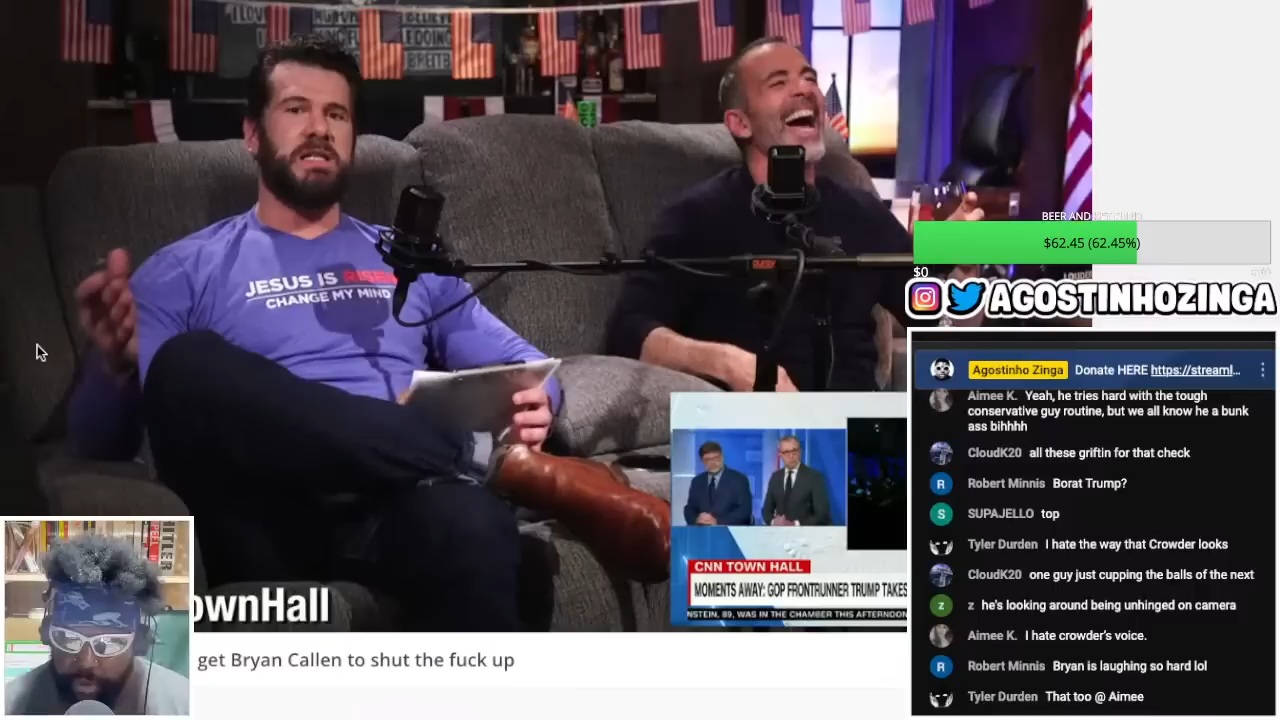 JESUS IS RISEN
CHANGE MY MIND
BEER AND
$62.45 (62.45%)
$0
AGOSTINHOZINGA
CNN TOWN HALL
MOMENTS AWAY: GOP FRONTRUNNER TRUMP TAKES
NSTEIN, 89, WAS IN THE CHAMBER THIS AFTERNOON
ownHall
get Bryan Callen to shut the fuck up
Agostinho Zinga Donate HERE https://streaml...
Aimee K. Yeah, he tries hard with the tough
conservative guy routine, but we all know he a bunk
ass bihhhh
CloudK20 all these griftin for that check
R Robert Minnis Borat Trump?
S SUPAJELLO top
Tyler Durden I hate the way that Crowder looks
CloudK20 one guy just cupping the balls of the next
z z he's looking around being unhinged on camera
Aimee K. I hate crowder's voice.
R Robert Minnis Bryan is laughing so hard lol
Tyler Durden That too @ Aimee